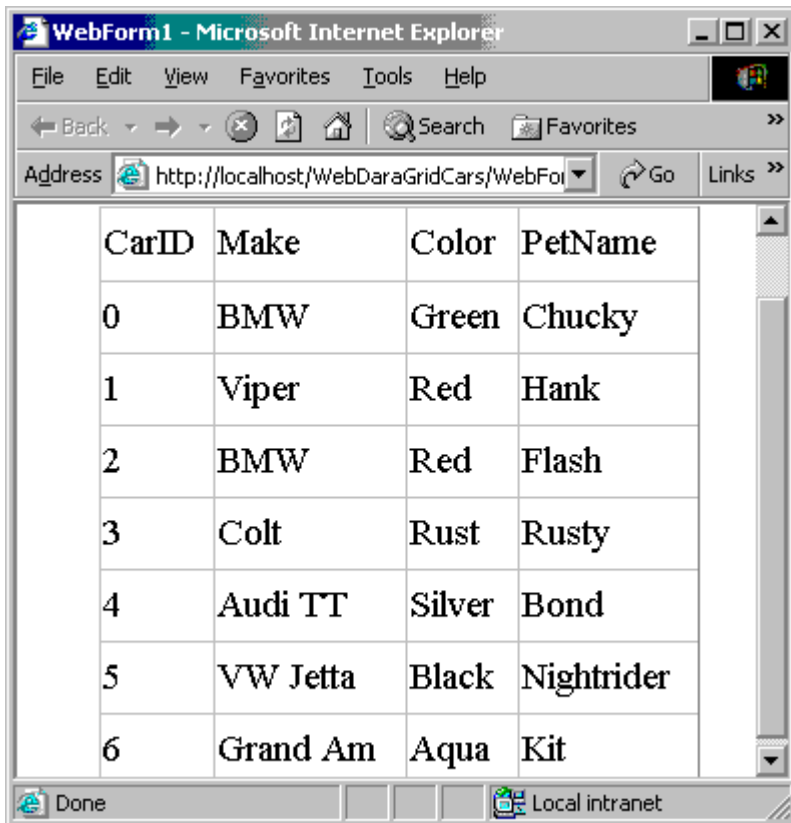 WebForm1 - Microsoft Internet Explorer
File Edit View Favorites Tools Help
Back Search Favorites »
Address http://localhost/WebDaraGridCars/WebFor Go Links »
CarID Make Color PetName
0 BMW Green Chucky
1 Viper Red Hank
2 BMW Red Flash
3 Colt Rust Rusty
4 Audi TT Silver Bond
5 VW Jetta Black Nightrider
6 Grand Am Aqua Kit
Done Local intranet